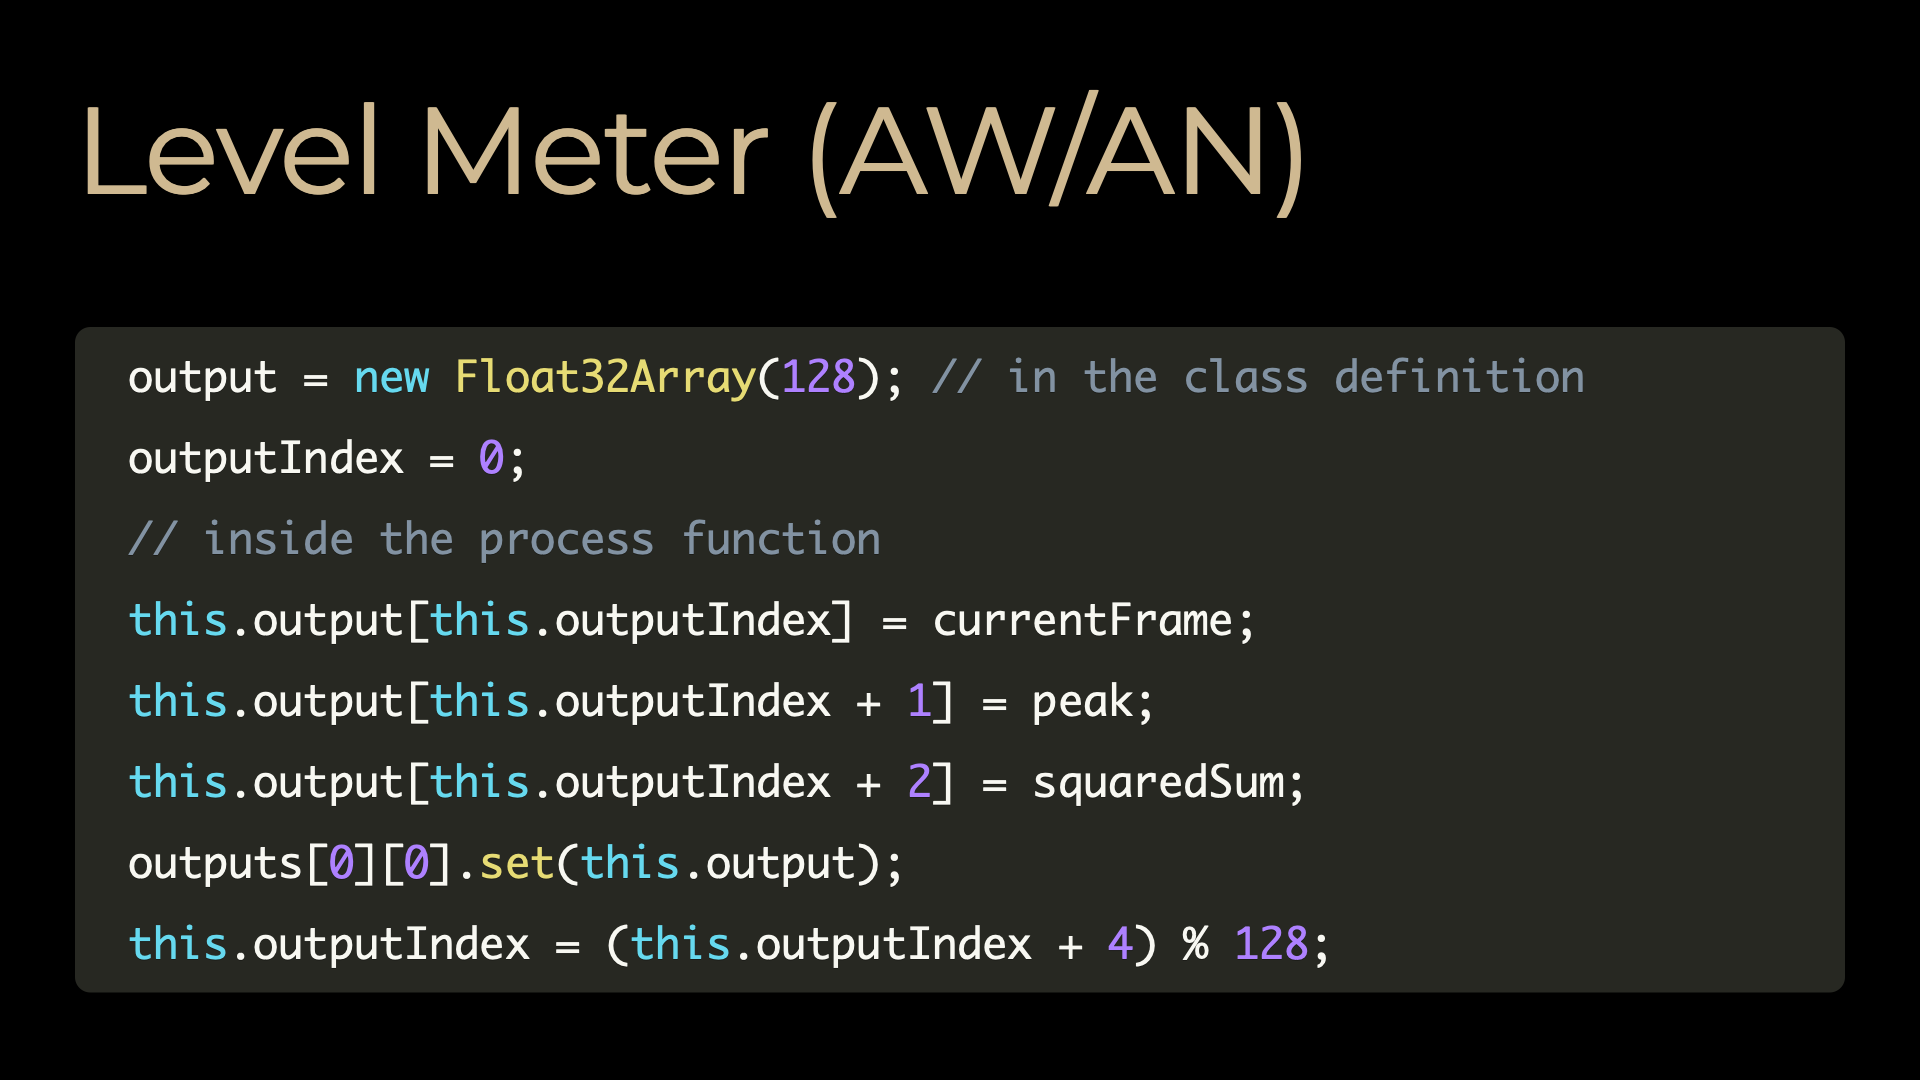 Level Meter (AW/AN)
output = new Float32Array(128); // in the class definition
outputIndex = 0;
// inside the process function
this.output[this.outputIndex] = currentFrame;
this.output[this.outputIndex + 1] = peak;
this.output[this.outputIndex + 2] = squaredSum;
outputs[0][0].set(this.output);
this.outputIndex = (this.outputIndex + 4) % 128;